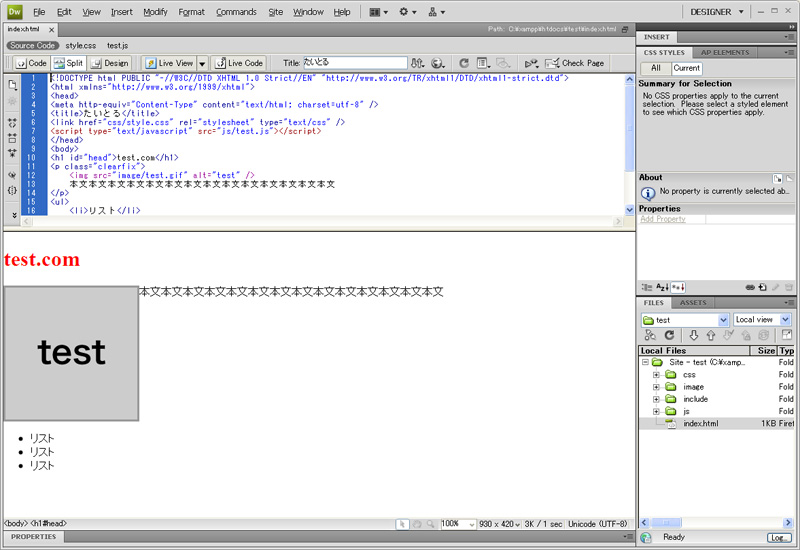 Dw File Edit View Insert Modify Format Commands Site Window Help DESIGNER
index.html
Path: C:¥xampp¥htdocs¥test¥index.html
Source Code style.css test.js
Code Split Design Live View Live Code Title: たいとる Check Page
1 <!DOCTYPE html PUBLIC "-//W3C//DTD XHTML 1.0 Strict//EN" "http://www.w3.org/TR/xhtml1/DTD/xhtml1-strict.dtd">
2 <html xmlns="http://www.w3.org/1999/xhtml">
3 <head>
4 <meta http-equiv="Content-Type" content="text/html; charset=utf-8" />
5 <title>たいとる</title>
6 <link href="css/style.css" rel="stylesheet" type="text/css" />
7 <script type="text/javascript" src="js/test.js"></script>
8 </head>
9 <body>
10 <h1 id="head">test.com</h1>
11 <p class="clearfix">
12 <img src="image/test.gif" alt="test" />
13 本文本文本文本文本文本文本文本文本文本文本文本文本文本文
14 </p>
15 <ul>
16 <li>リスト</li>
test.com
test
本文本文本文本文本文本文本文本文本文本文本文本文本文本文
リスト
リスト
リスト
<body> <h1#head> 100% 930 x 420 3K / 1 sec Unicode (UTF-8)
PROPERTIES
INSERT
CSS STYLES AP ELEMENTS
All Current
Summary for Selection
No CSS properties apply to the current
selection. Please select a styled element
to see which CSS properties apply.
About
No property is currently selected ab..
Properties
Add Property
FILES ASSETS
test Local view
Local Files Size Typ
Site - test (C:¥xamp... Fold
css Fold
image Fold
include Fold
js Fold
index.html 1KB Firef
Ready Log...